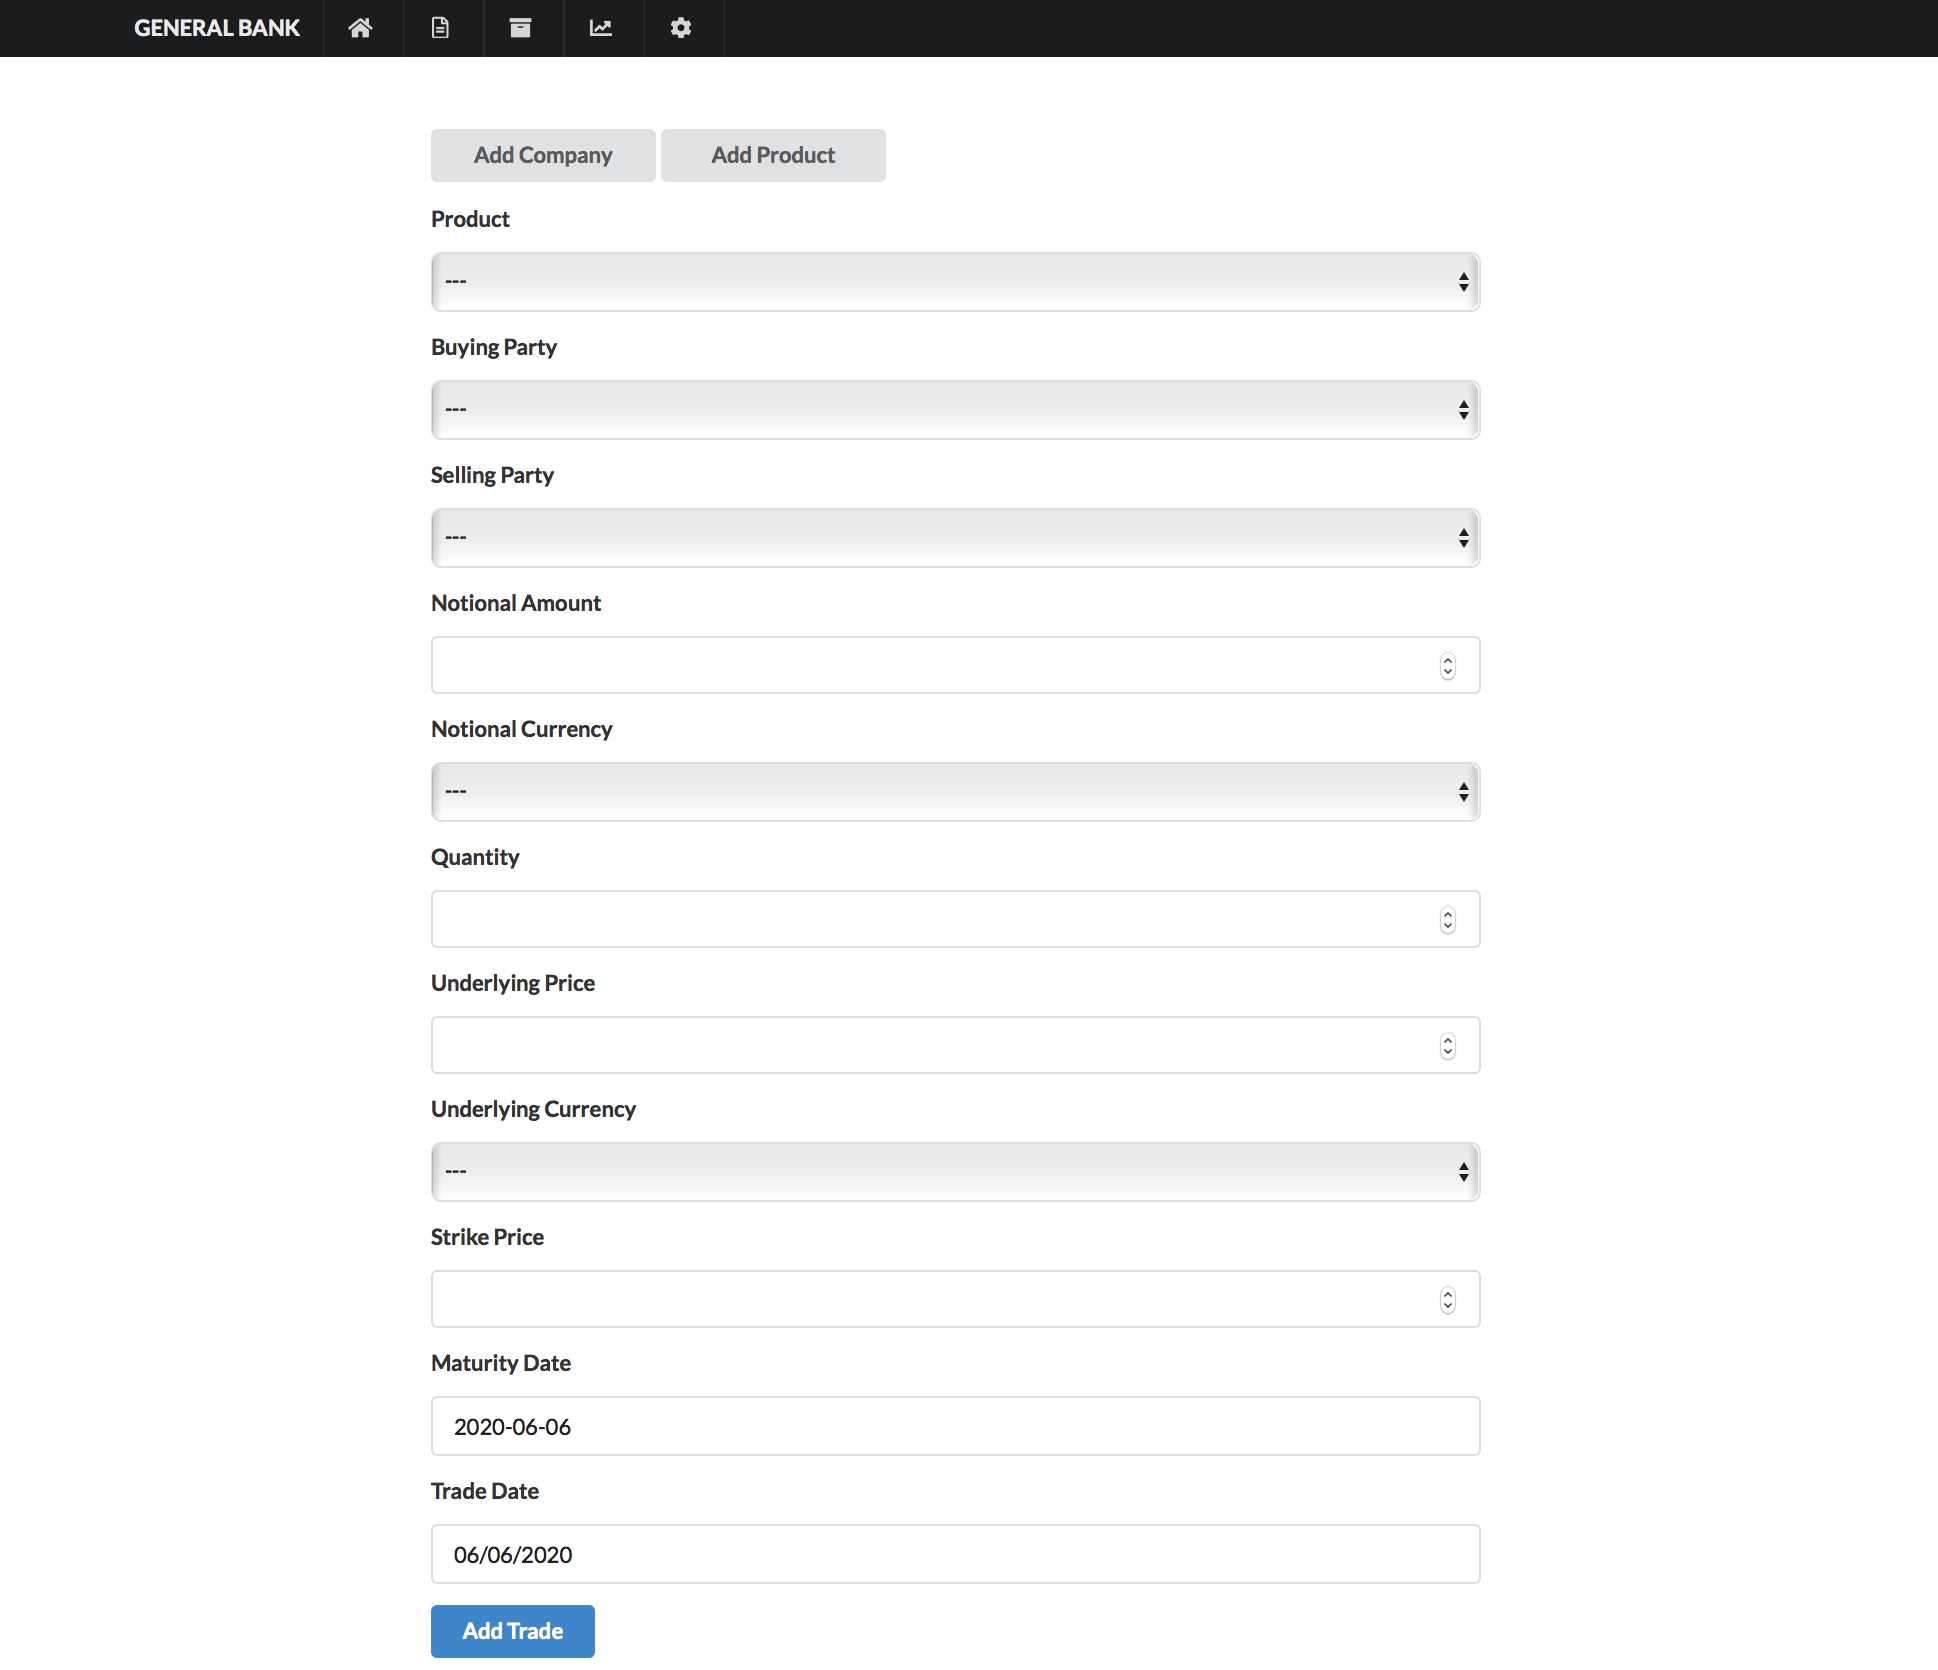 GENERAL BANK
Add Company Add Product
Product
---
Buying Party
---
Selling Party
---
Notional Amount
Notional Currency
---
Quantity
Underlying Price
Underlying Currency
---
Strike Price
Maturity Date
2020-06-06
Trade Date
06/06/2020
Add Trade